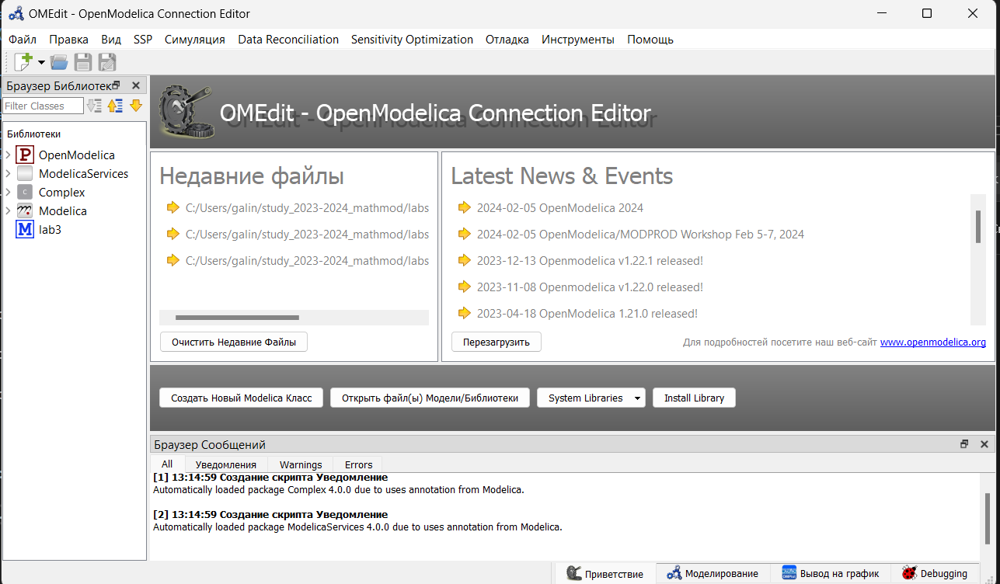 OMEdit - OpenModelica Connection Editor
Файл Правка Вид SSP Симуляция Data Reconciliation Sensitivity Optimization Отладка Инструменты Помощь
Браузер Библиотек
Filter Classes
Библиотеки
P OpenModelica
ModelicaServices
C Complex
Modelica
M lab3
OMEdit - OpenModelica Connection Editor
Недавние файлы
C:/Users/galin/study_2023-2024_mathmod/labs
C:/Users/galin/study_2023-2024_mathmod/labs
C:/Users/galin/study_2023-2024_mathmod/labs
Очистить Недавние Файлы
Latest News & Events
2024-02-05 OpenModelica 2024
2024-02-05 OpenModelica/MODPROD Workshop Feb 5-7, 2024
2023-12-13 Openmodelica v1.22.1 released!
2023-11-08 Openmodelica v1.22.0 released!
2023-04-18 OpenModelica 1.21.0 released!
Перезагрузить Для подробностей посетите наш веб-сайт www.openmodelica.org
Создать Новый Modelica Класс Открыть файл(ы) Модели/Библиотеки System Libraries Install Library
Браузер Сообщений
All Уведомления Warnings Errors
[1] 13:14:59 Создание скрипта Уведомление
Automatically loaded package Complex 4.0.0 due to uses annotation from Modelica.
[2] 13:14:59 Создание скрипта Уведомление
Automatically loaded package ModelicaServices 4.0.0 due to uses annotation from Modelica.
Приветствие Моделирование Вывод на график Debugging